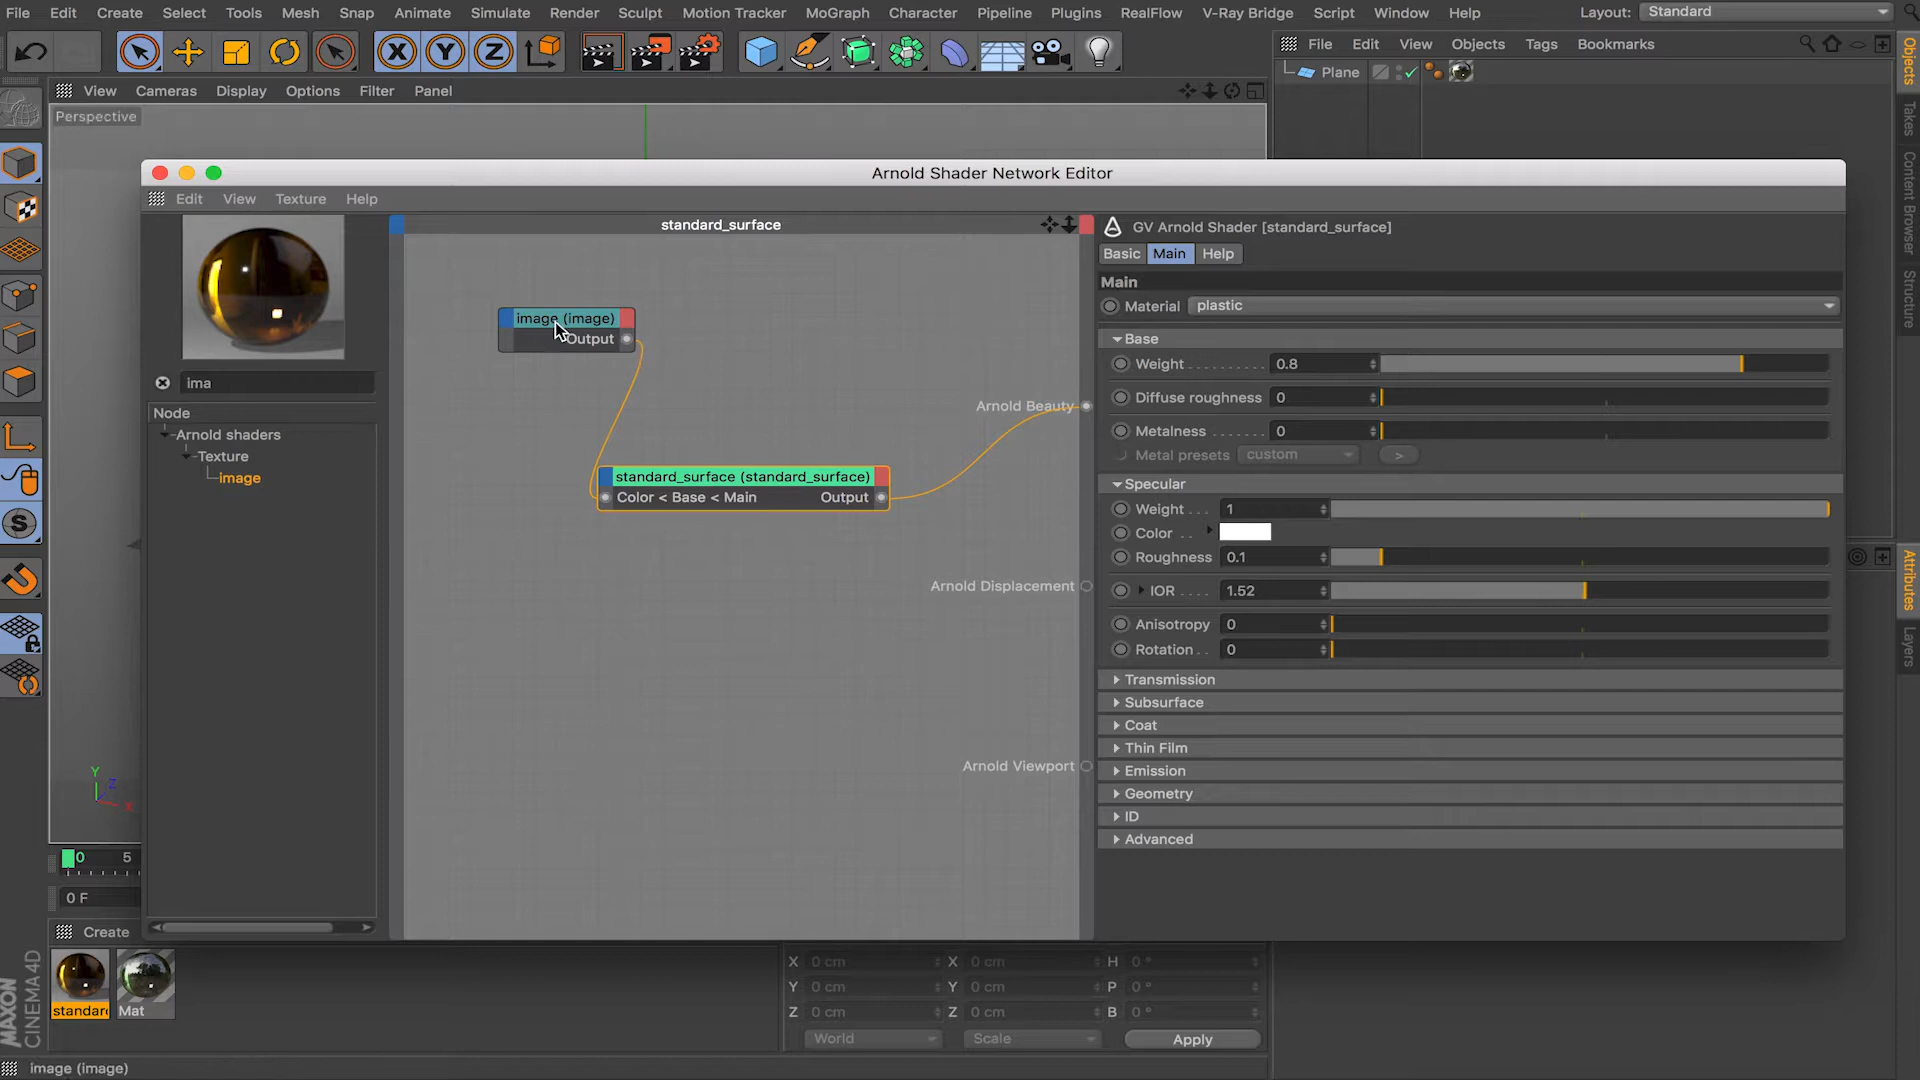 File Edit Create Select Tools Mesh Snap Animate Simulate Render Sculpt Motion Tracker MoGraph Character Pipeline Plugins RealFlow V-Ray Bridge Script Window Help Layout: Standard
File Edit View Objects Tags Bookmarks
Plane
View Cameras Display Options Filter Panel
Perspective
Arnold Shader Network Editor
Edit View Texture Help
standard_surface
ima
Node
Arnold shaders
Texture
image
image (image)
Output
standard_surface (standard_surface)
Color < Base < Main Output
Arnold Beauty
Arnold Displacement
Arnold Viewport
GV Arnold Shader [standard_surface]
Basic Main Help
Main
Material plastic
Base
Weight 0.8
Diffuse roughness 0
Metalness 0
Metal presets custom >
Specular
Weight 1
Color
Roughness 0.1
IOR 1.52
Anisotropy 0
Rotation 0
Transmission
Subsurface
Coat
Thin Film
Emission
Geometry
ID
Advanced
Objects
Takes
Content Browser
Structure
Attributes
Layers
Y
Z
X
0 5
0 F
Create
standard
Mat
X 0 cm X 0 cm H 0 °
Y 0 cm Y 0 cm P 0 °
Z 0 cm Z 0 cm B 0 °
World Scale Apply
MAXON
CINEMA 4D
image (image)